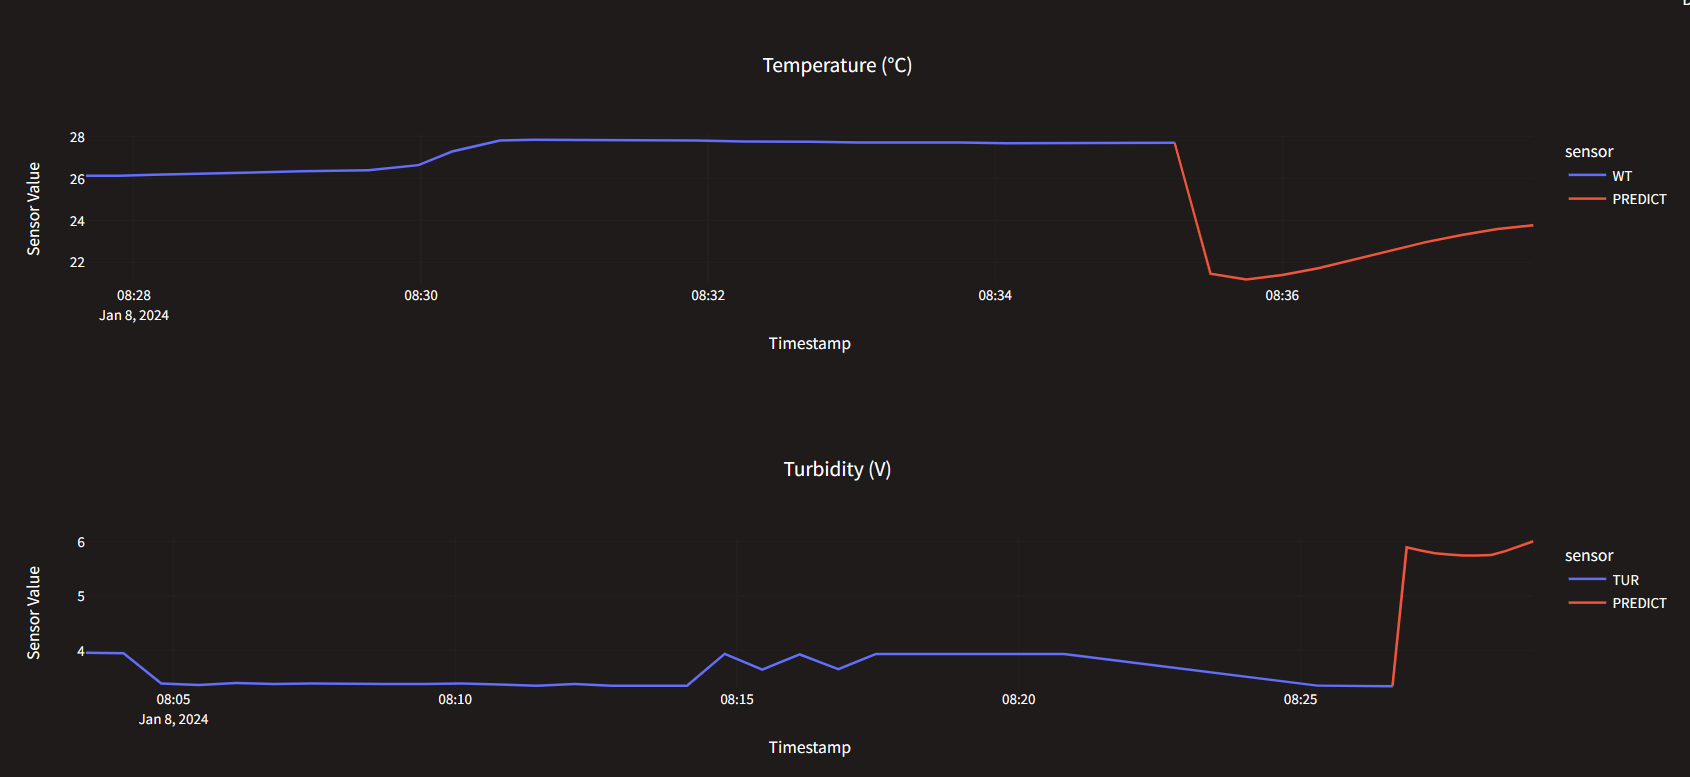 Temperature (°C)
Sensor Value
28
26
24
22
08:28
08:30
08:32
08:34
08:36
Jan 8, 2024
Timestamp
sensor
WT
PREDICT
Turbidity (V)
Sensor Value
6
5
4
08:05
08:10
08:15
08:20
08:25
Jan 8, 2024
Timestamp
sensor
TUR
PREDICT